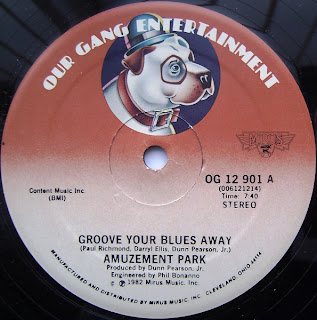 OUR GANG ENTERTAINMENT
OG 12 901 A
(006121214)
Time: 7:40
STEREO
Content Music Inc.
(BMI)
GROOVE YOUR BLUES AWAY
(Paul Richmond, Darryl Ellis, Dunn Pearson, Jr.)
AMUZEMENT PARK
Produced by Dunn Pearson, Jr.
Engineered by Phil Bonanno
© ℗ 1982 Mirus Music, Inc.
MANUFACTURED AND DISTRIBUTED BY MIRUS MUSIC, INC. CLEVELAND, OHIO 44114